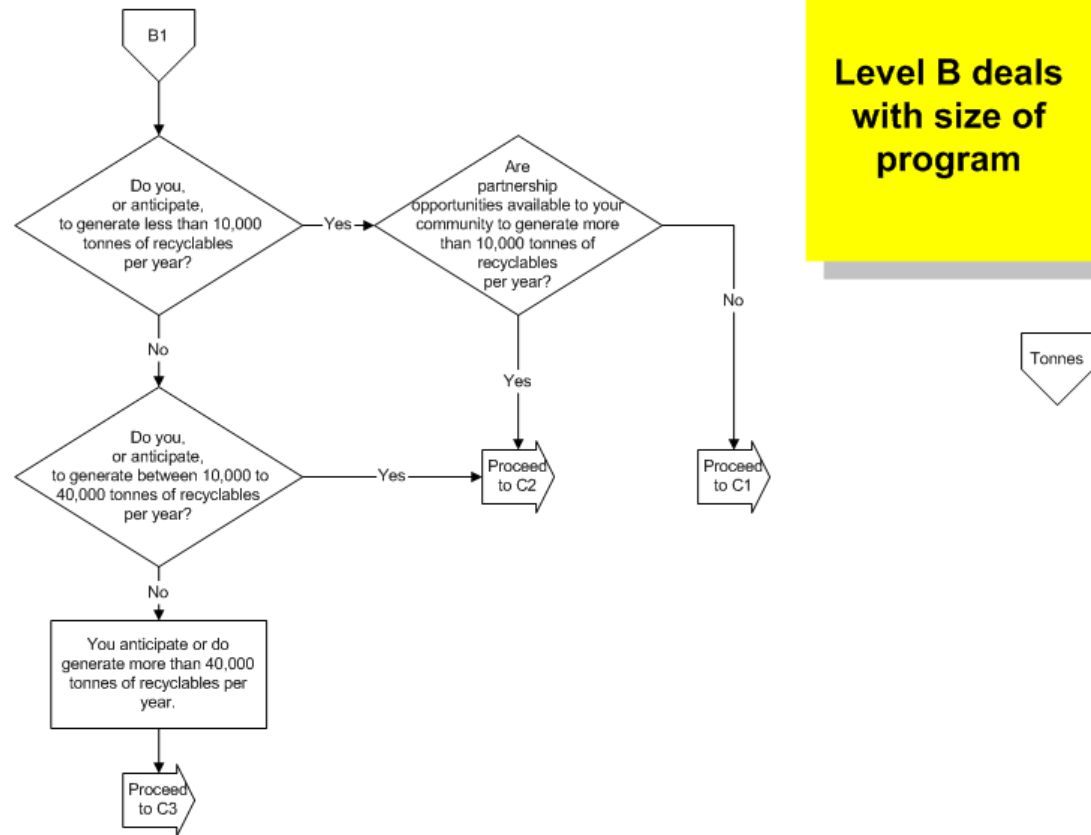 B1
Level B deals
with size of
program
Do you,
or anticipate,
to generate less than 10,000
tonnes of recyclables
per year?
Yes
Are
partnership
opportunities available to your
community to generate more
than 10,000 tonnes of
recyclables
per year?
No
Tonnes
No
Yes
Do you,
or anticipate,
to generate between 10,000 to
40,000 tonnes of recyclables
per year?
Yes
Proceed
to C2
Proceed
to C1
No
You anticipate or do
generate more than 40,000
tonnes of recyclables per
year.
Proceed
to C3